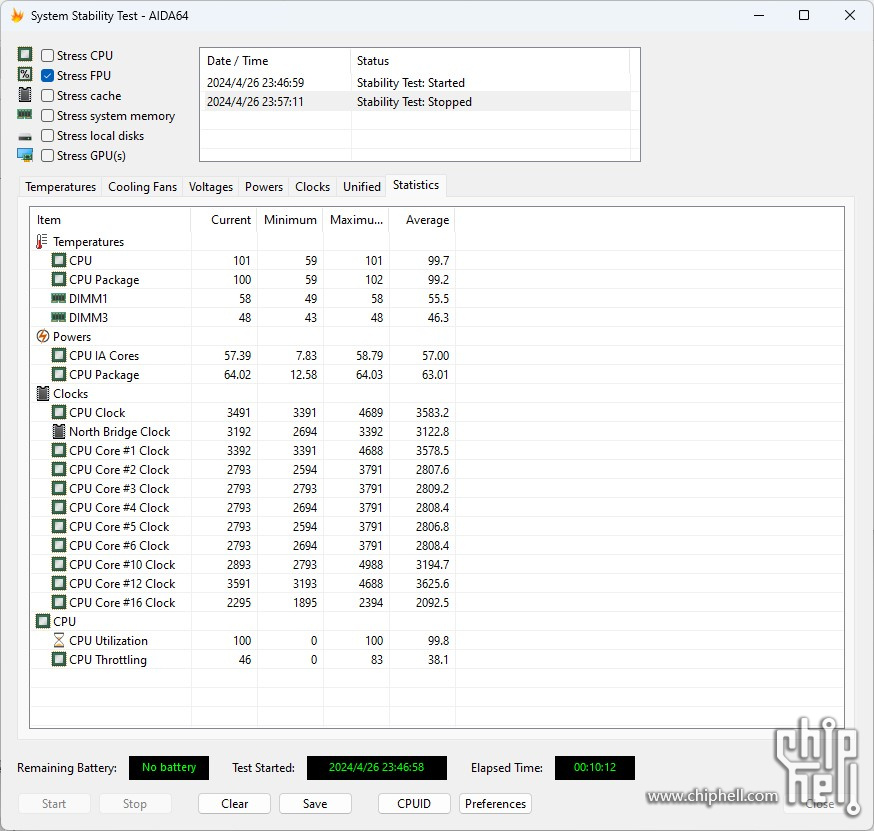 System Stability Test - AIDA64
Stress CPU
Stress FPU
Stress cache
Stress system memory
Stress local disks
Stress GPU(s)
Date / Time Status
2024/4/26 23:46:59 Stability Test: Started
2024/4/26 23:57:11 Stability Test: Stopped
Temperatures Cooling Fans Voltages Powers Clocks Unified Statistics
Item Current Minimum Maximu... Average
Temperatures
CPU 101 59 101 99.7
CPU Package 100 59 102 99.2
DIMM1 58 49 58 55.5
DIMM3 48 43 48 46.3
Powers
CPU IA Cores 57.39 7.83 58.79 57.00
CPU Package 64.02 12.58 64.03 63.01
Clocks
CPU Clock 3491 3391 4689 3583.2
North Bridge Clock 3192 2694 3392 3122.8
CPU Core #1 Clock 3392 3391 4688 3578.5
CPU Core #2 Clock 2793 2594 3791 2807.6
CPU Core #3 Clock 2793 2793 3791 2809.2
CPU Core #4 Clock 2793 2694 3791 2808.4
CPU Core #5 Clock 2793 2594 3791 2806.8
CPU Core #6 Clock 2793 2694 3791 2808.4
CPU Core #10 Clock 2893 2793 4988 3194.7
CPU Core #12 Clock 3591 3193 4688 3625.6
CPU Core #16 Clock 2295 1895 2394 2092.5
CPU
CPU Utilization 100 0 100 99.8
CPU Throttling 46 0 83 38.1
Remaining Battery: No battery Test Started: 2024/4/26 23:46:58 Elapsed Time: 00:10:12
Start Stop Clear Save CPUID Preferences Close
www.chiphell.com
chip
hell